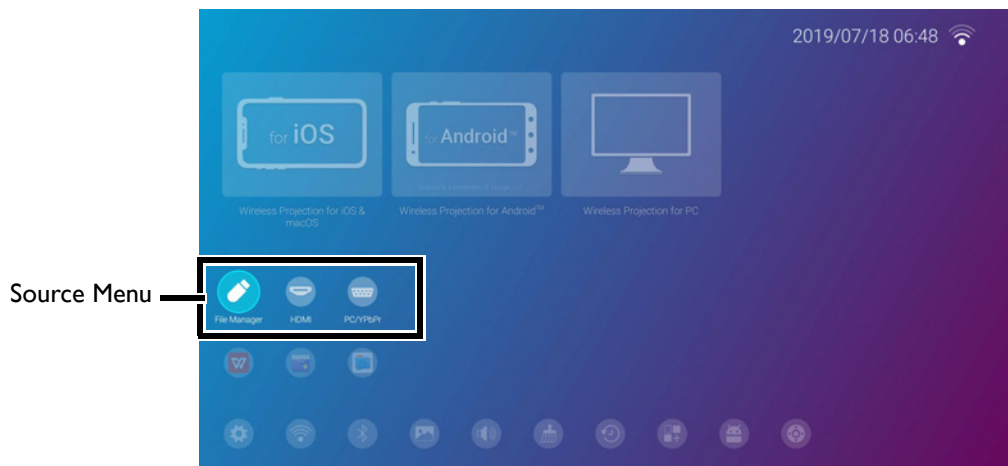 2019/07/18 06:48
for iOS
for Android™
Wireless Projection for iOS &
macOS
Wireless Projection for Android™
Wireless Projection for PC
Source Menu
File Manager
HDMI
PC/YPbPr